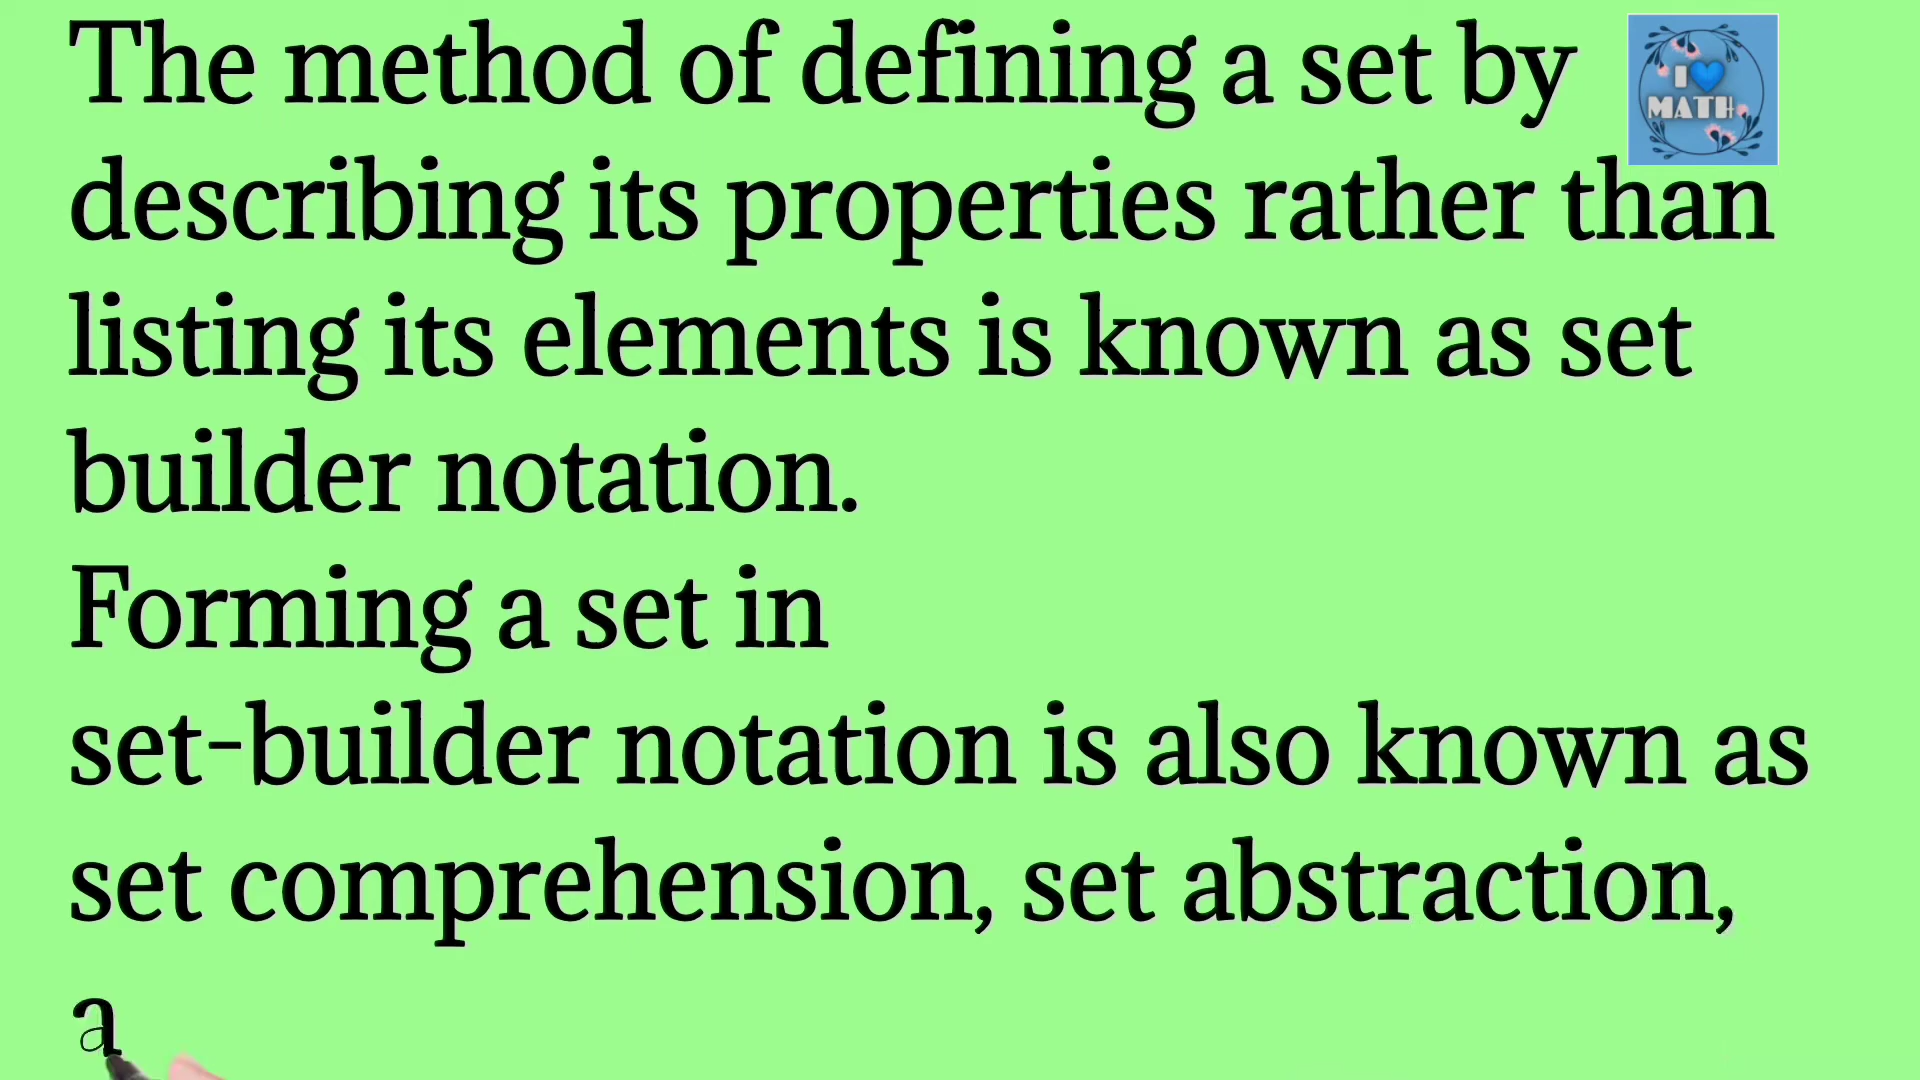 The method of defining a set by
I
MATH
describing its properties rather than
listing its elements is known as set
builder notation.
Forming a set in
set-builder notation is also known as
set comprehension, set abstraction,
a